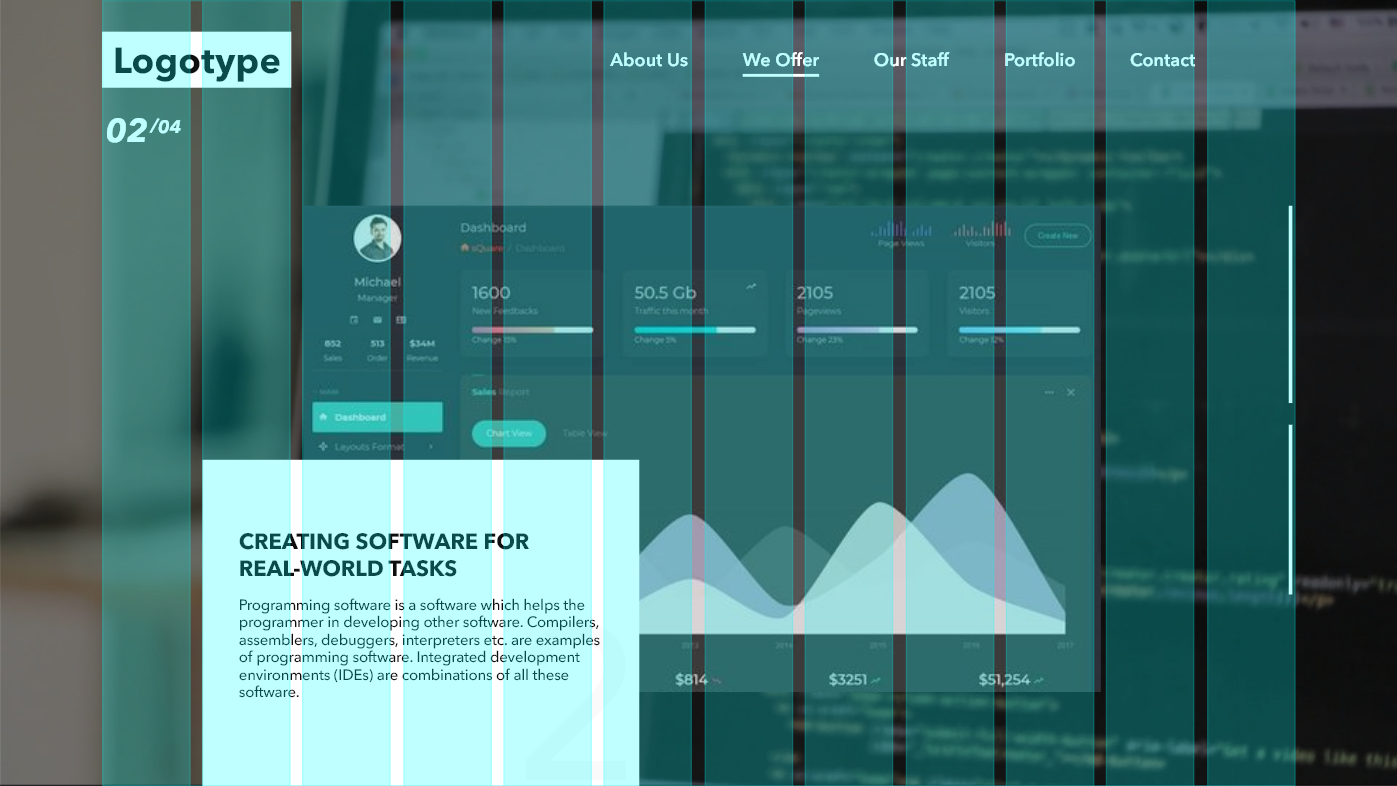 Logotype
About Us We Offer Our Staff Portfolio Contact
02/04
Dashboard
sQuare / Dashboard
Page Views Visitors Create New
Michael
Manager
1600
New Feedbacks
Change 15%
50.5 Gb
Traffic this month
Change 5%
2105
Pageviews
Change 23%
2105
Visitors
Change 12%
852 513 $34M
Sales Order Revenue
Dashboard
Layouts Format
Sales Report
Chart View Table View
CREATING SOFTWARE FOR
REAL-WORLD TASKS
Programming software is a software which helps the
programmer in developing other software. Compilers,
assemblers, debuggers, interpreters etc. are examples
of programming software. Integrated development
environments (IDEs) are combinations of all these
software.
2
2013 2014 2015 2016 2017
$814 $3251 $51,254